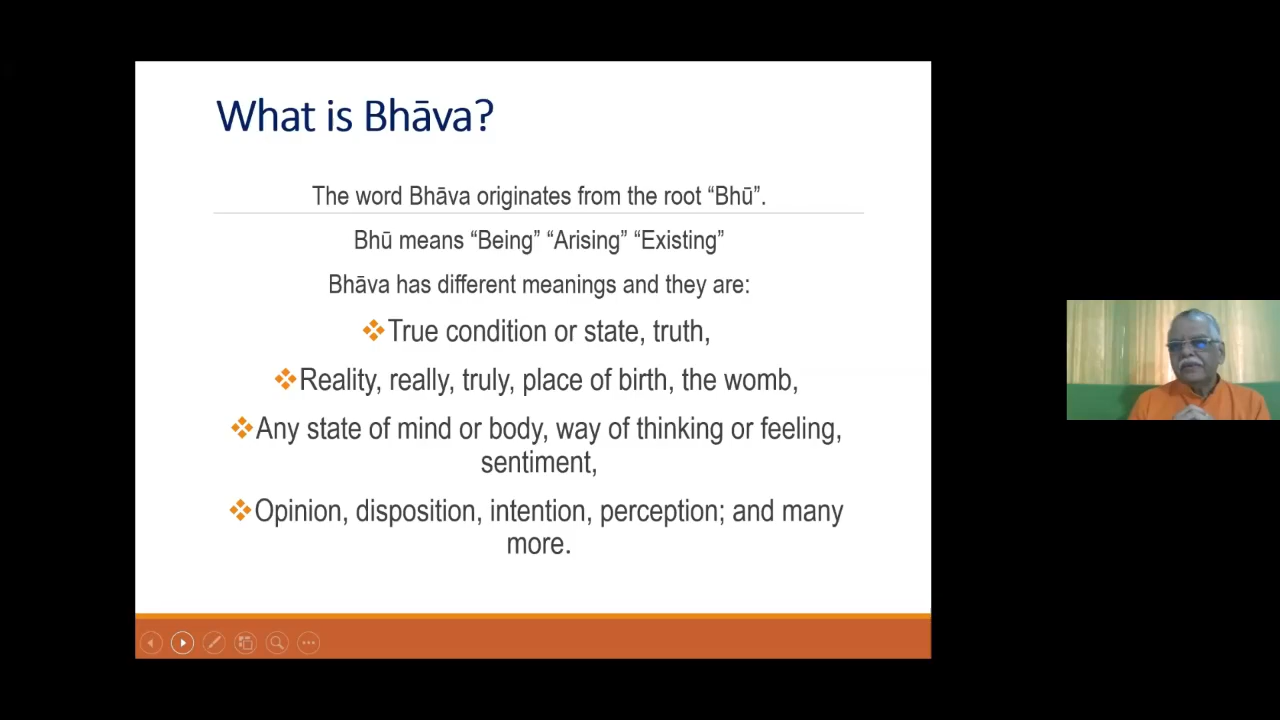 What is Bhāva?
The word Bhāva originates from the root “Bhū”.
Bhū means “Being” “Arising” “Existing”
Bhāva has different meanings and they are:
True condition or state, truth,
Reality, really, truly, place of birth, the womb,
Any state of mind or body, way of thinking or feeling,
sentiment,
Opinion, disposition, intention, perception; and many
more.